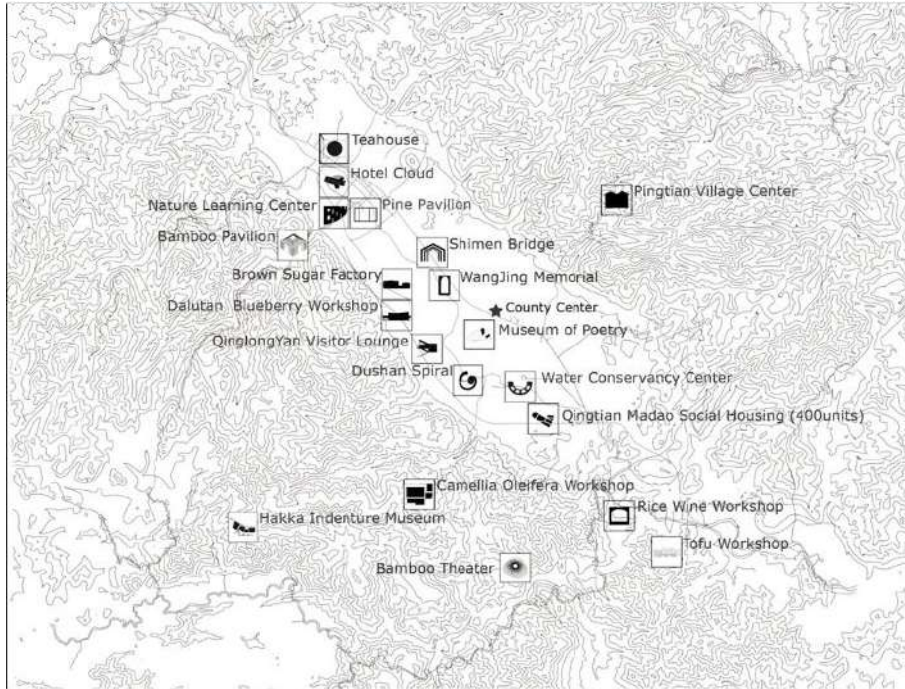 Teahouse
Hotel Cloud
Nature Learning Center
Pine Pavilion
Pingtian Village Center
Bamboo Pavilion
Shimen Bridge
Brown Sugar Factory
WangJing Memorial
Dalutan Blueberry Workshop
County Center
Museum of Poetry
QinglongYan Visitor Lounge
Dushan Spiral
Water Conservancy Center
Qingtian Madao Social Housing (400units)
Camellia Oleifera Workshop
Rice Wine Workshop
Hakka Indenture Museum
Tofu Workshop
Bamboo Theater